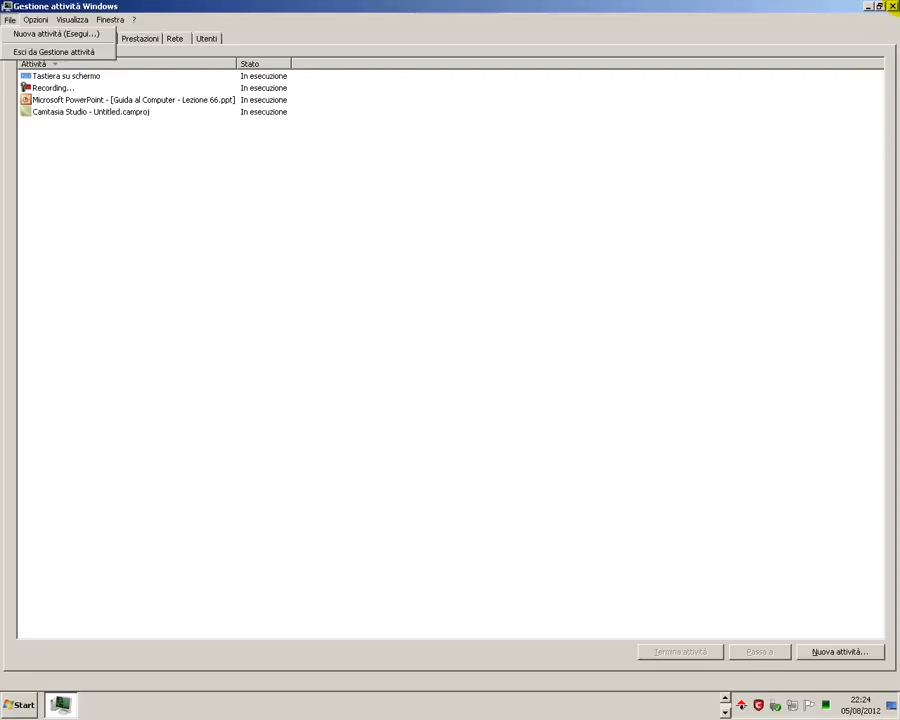 Gestione attività Windows
File Opzioni Visualizza Finestra ?
Nuova attività (Esegui...)
Esci da Gestione attività
Prestazioni Rete Utenti
Attività Stato
Tastiera su schermo In esecuzione
Recording... In esecuzione
Microsoft PowerPoint - [Guida al Computer - Lezione 66.ppt] In esecuzione
Camtasia Studio - Untitled.camproj In esecuzione
Termina attività Passa a Nuova attività...
Start
22:24
05/08/2012